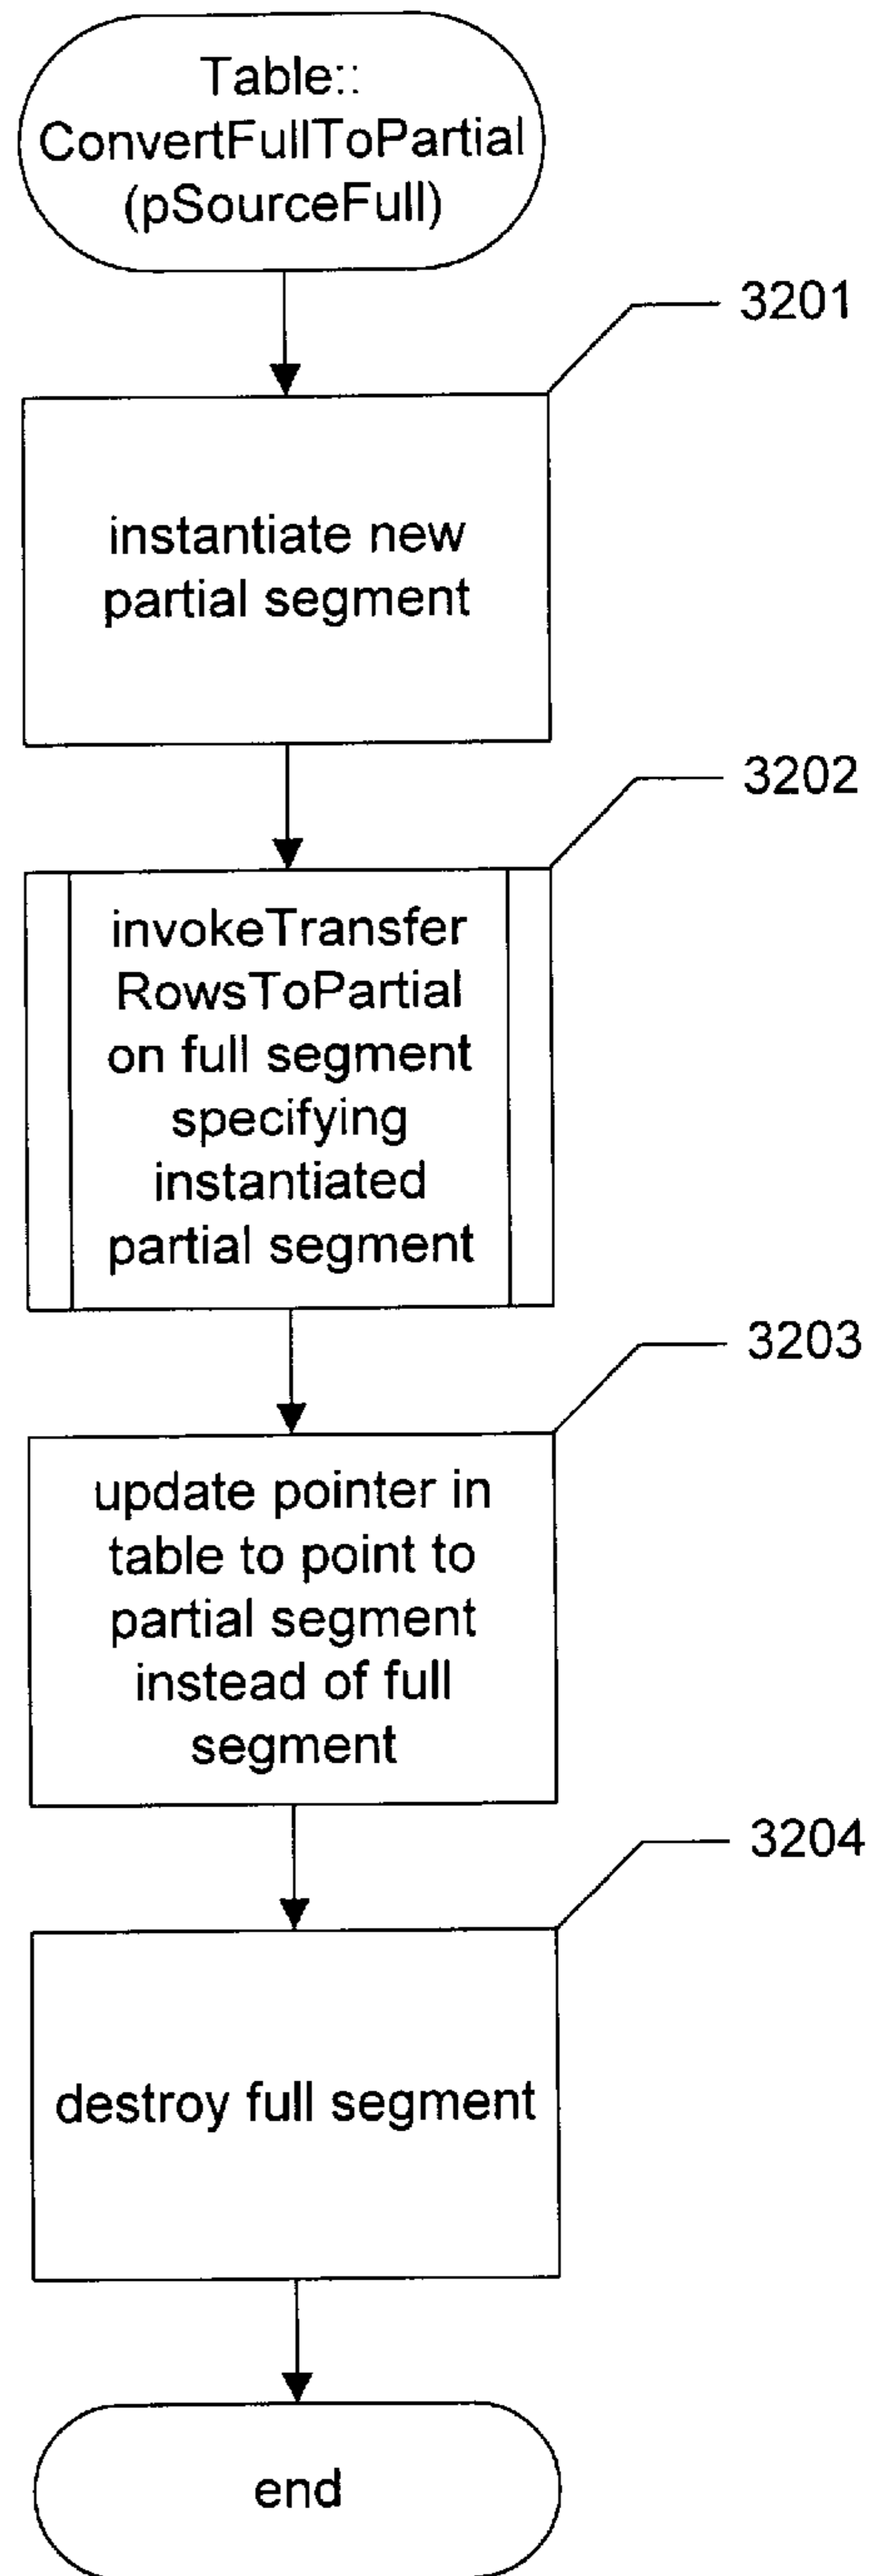 Table::
ConvertFullToPartial
(pSourceFull)
3201
instantiate new
partial segment
3202
invokeTransfer
RowsToPartial
on full segment
specifying
instantiated
partial segment
3203
update pointer in
table to point to
partial segment
instead of full
segment
3204
destroy full segment
end